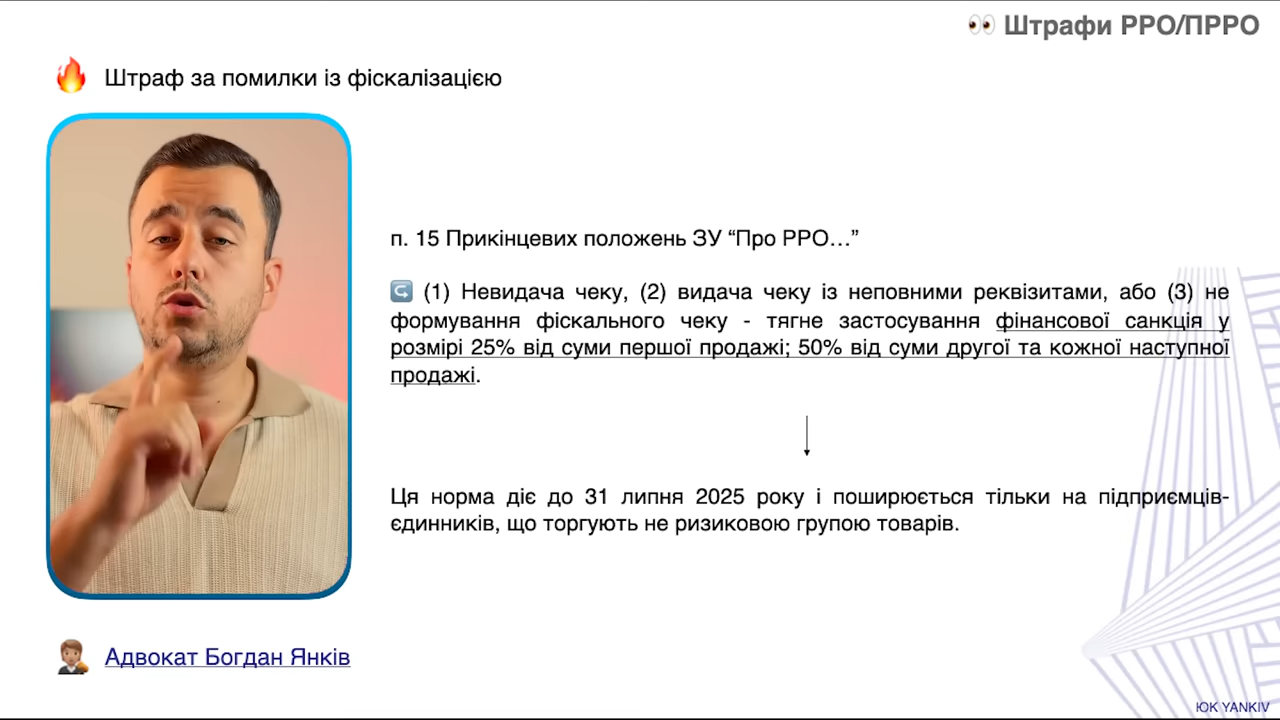 👀 Штрафи РРО/ПРРО
🔥 Штраф за помилки із фіскалізацією
п. 15 Прикінцевих положень ЗУ “Про РРО…”
↪️ (1) Невидача чеку, (2) видача чеку із неповними реквізитами, або (3) не
формування фіскального чеку - тягне застосування фінансової санкція у
розмірі 25% від суми першої продажі; 50% від суми другої та кожної наступної
продажі.
Ця норма діє до 31 липня 2025 року і поширюється тільки на підприємців-
єдинників, що торгують не ризиковою групою товарів.
Адвокат Богдан Янків
ЮК YANKIV